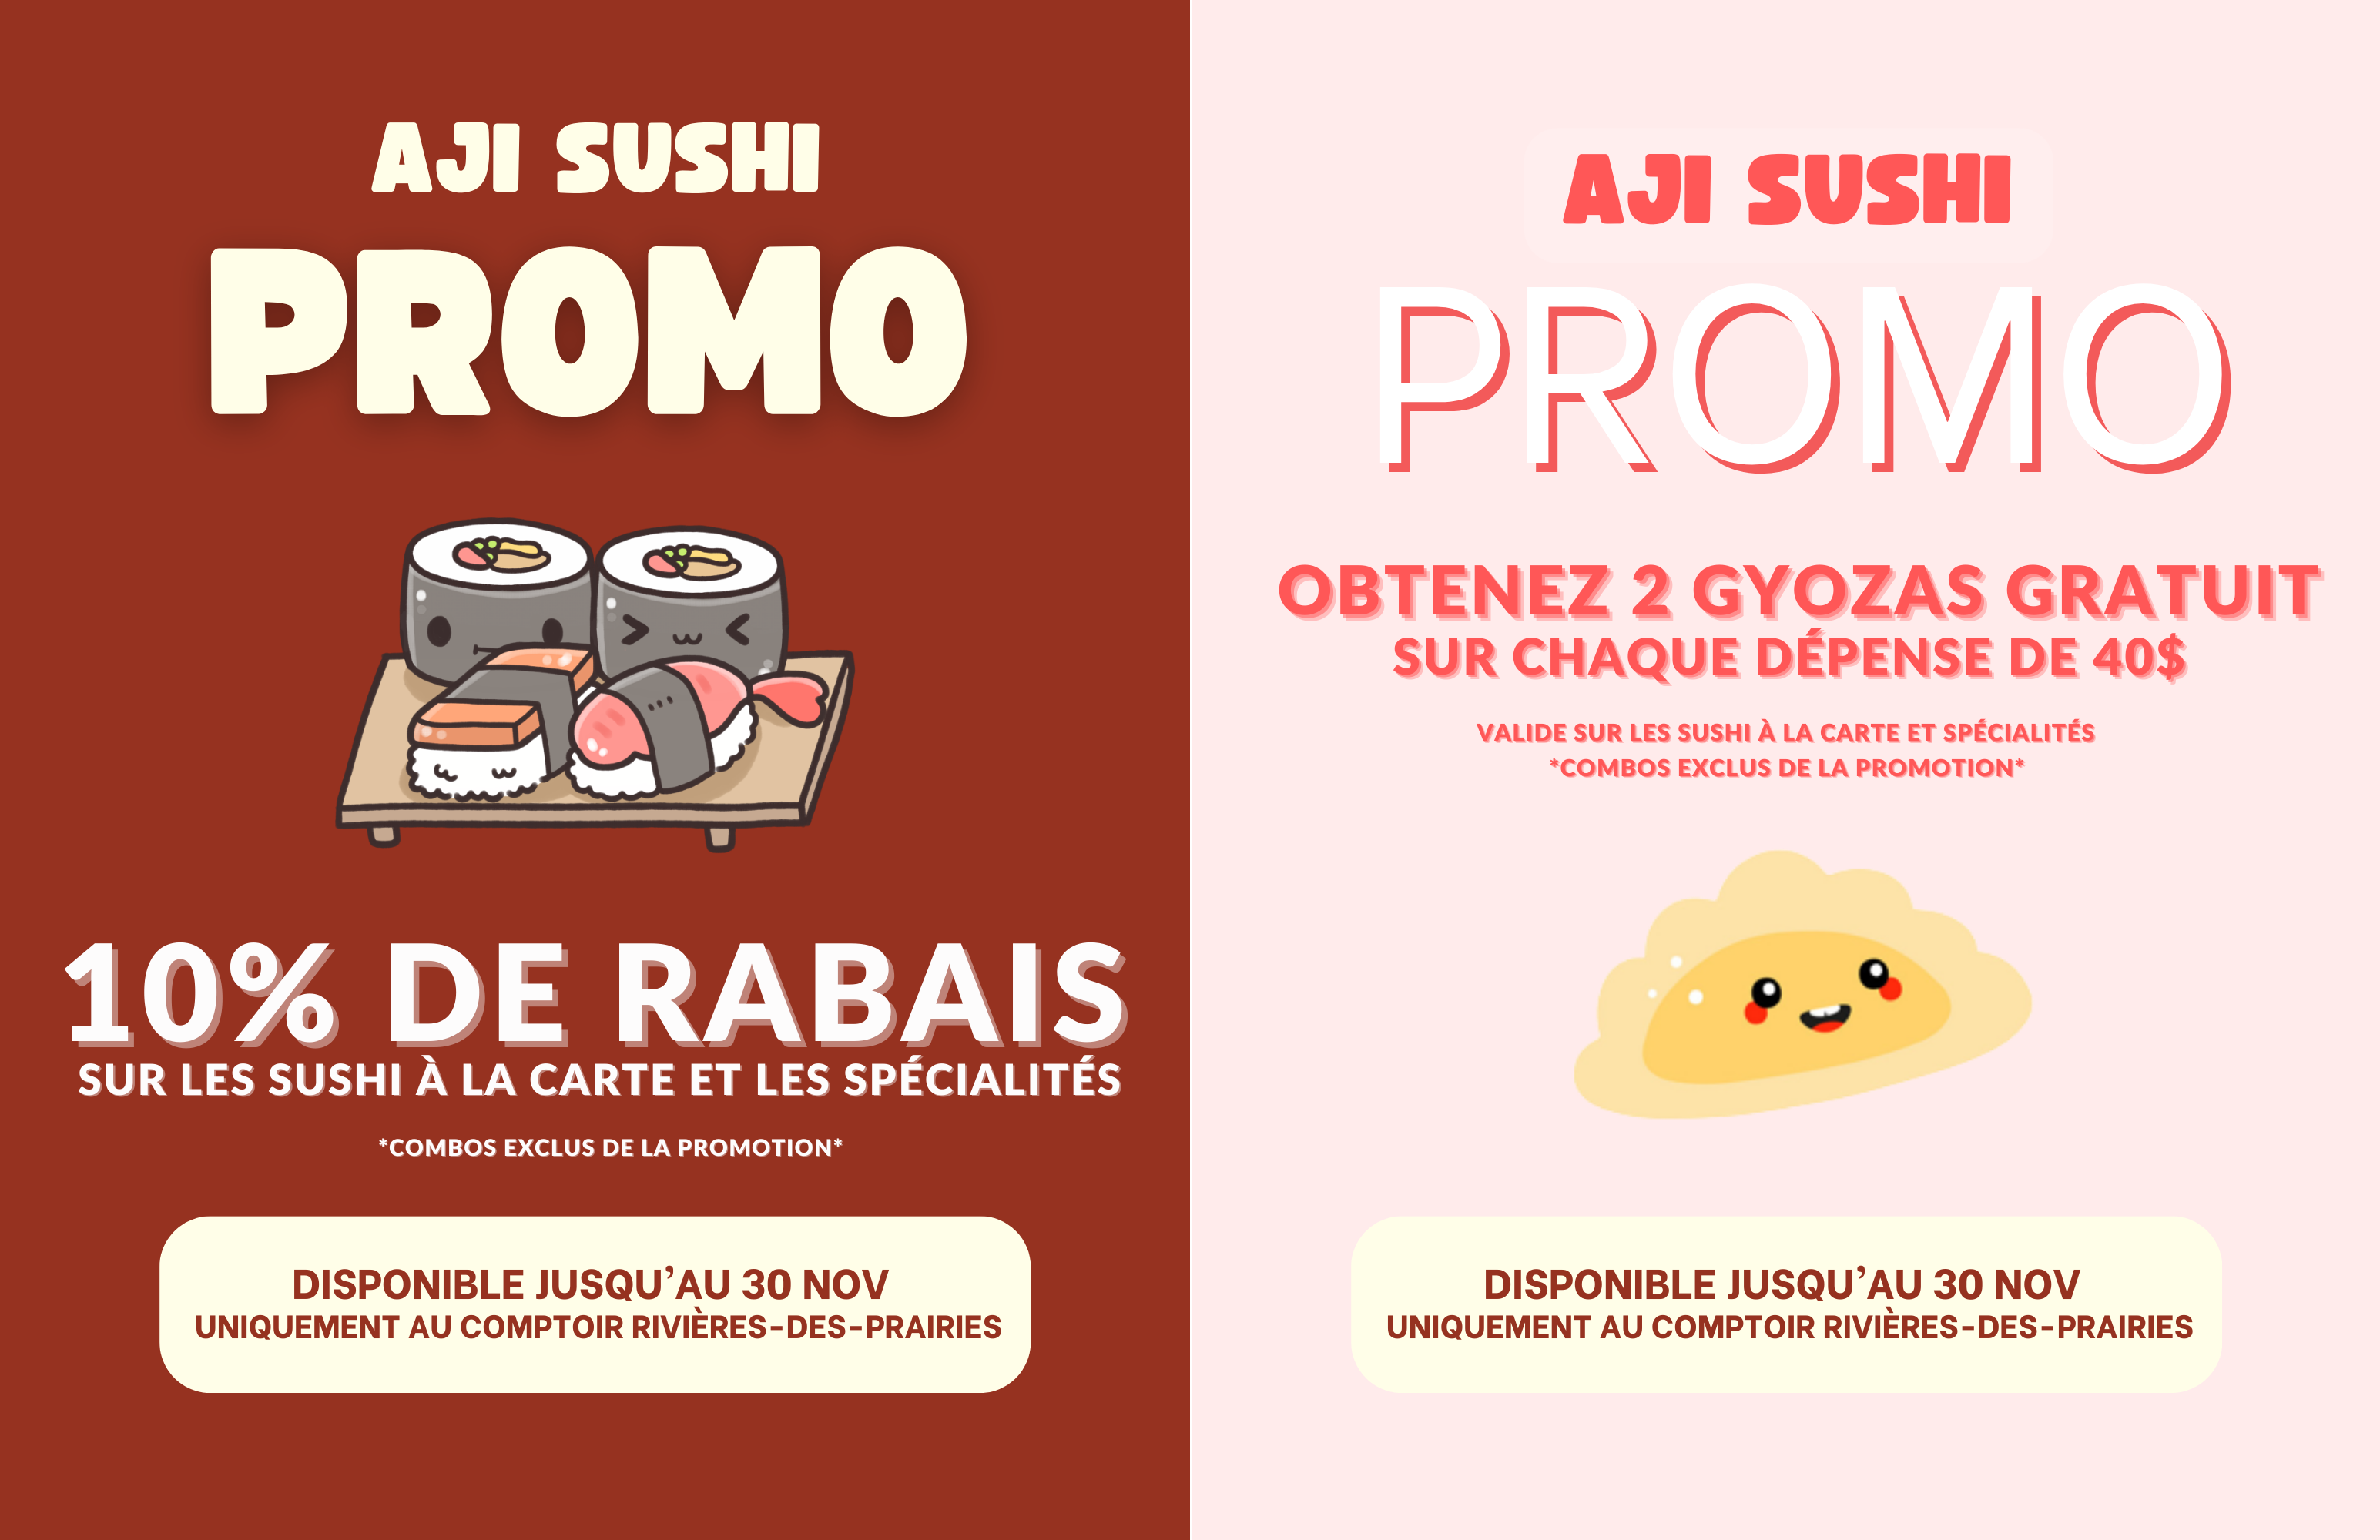 AJI SUSHI
PROMO
10% DE RABAIS
SUR LES SUSHI À LA CARTE ET LES SPÉCIALITÉS
*COMBOS EXCLUS DE LA PROMOTION*
DISPONIBLE JUSQU'AU 30 NOV
UNIQUEMENT AU COMPTOIR RIVIÈRES-DES-PRAIRIES
AJI SUSHI
PROMO
OBTENEZ 2 GYOZAS GRATUIT
SUR CHAQUE DÉPENSE DE 40$
VALIDE SUR LES SUSHI À LA CARTE ET SPÉCIALITÉS
*COMBOS EXCLUS DE LA PROMOTION*
DISPONIBLE JUSQU'AU 30 NOV
UNIQUEMENT AU COMPTOIR RIVIÈRES-DES-PRAIRIES